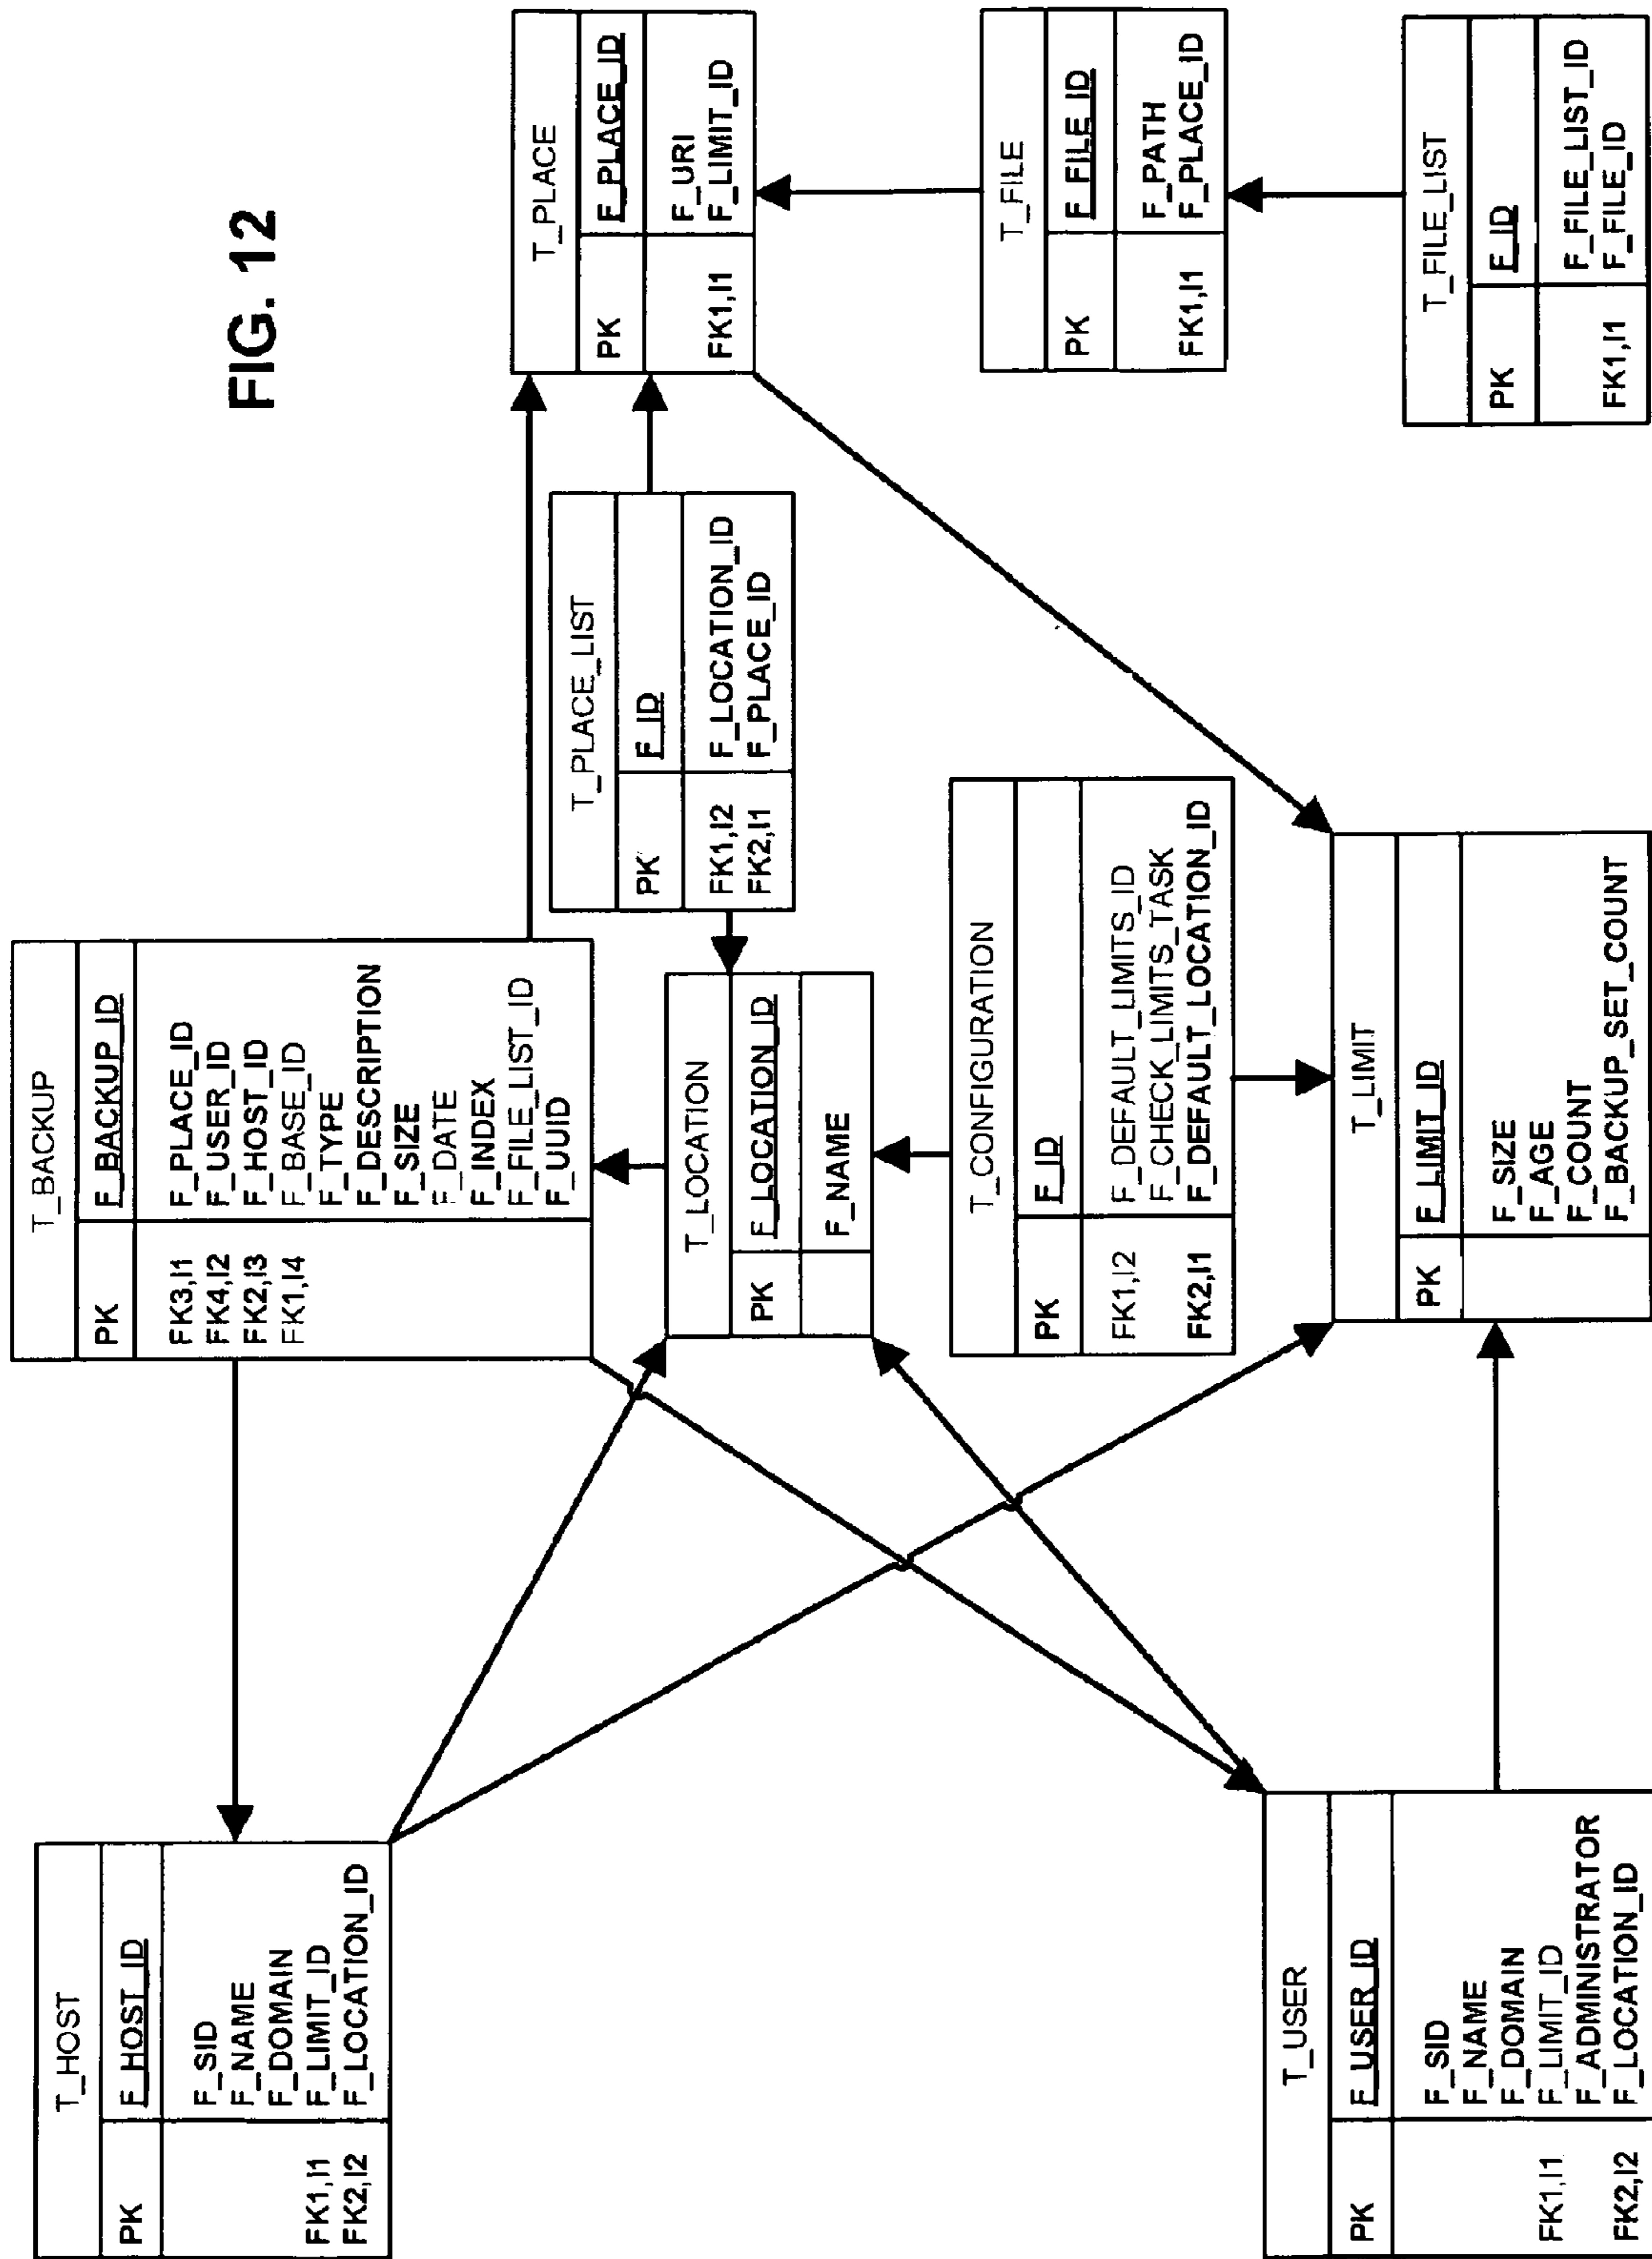 FIG. 12
T_HOST
PK F_HOST_ID
F_SID
F_NAME
F_DOMAIN
FK1,I1 F_LIMIT_ID
FK2,I2 F_LOCATION_ID
T_BACKUP
PK F_BACKUP_ID
FK3,I1 F_PLACE_ID
FK4,I2 F_USER_ID
FK2,I3 F_HOST_ID
FK1,I4 F_BASE_ID
F_TYPE
F_DESCRIPTION
F_SIZE
F_DATE
F_INDEX
F_FILE_LIST_ID
F_UUID
T_PLACE
PK F_PLACE_ID
F_URI
FK1,I1 F_LIMIT_ID
T_PLACE_LIST
PK F_ID
FK1,I2 F_LOCATION_ID
FK2,I1 F_PLACE_ID
T_LOCATION
PK F_LOCATION_ID
F_NAME
T_CONFIGURATION
PK F_ID
FK1,I2 F_DEFAULT_LIMITS_ID
F_CHECK_LIMITS_TASK
FK2,I1 F_DEFAULT_LOCATION_ID
T_FILE
PK F_FILE_ID
F_PATH
FK1,I1 F_PLACE_ID
T_USER
PK F_USER_ID
F_SID
F_NAME
F_DOMAIN
FK1,I1 F_LIMIT_ID
F_ADMINISTRATOR
FK2,I2 F_LOCATION_ID
T_LIMIT
PK F_LIMIT_ID
F_SIZE
F_AGE
F_COUNT
F_BACKUP_SET_COUNT
T_FILE_LIST
PK F_ID
F_FILE_LIST_ID
FK1,I1 F_FILE_ID